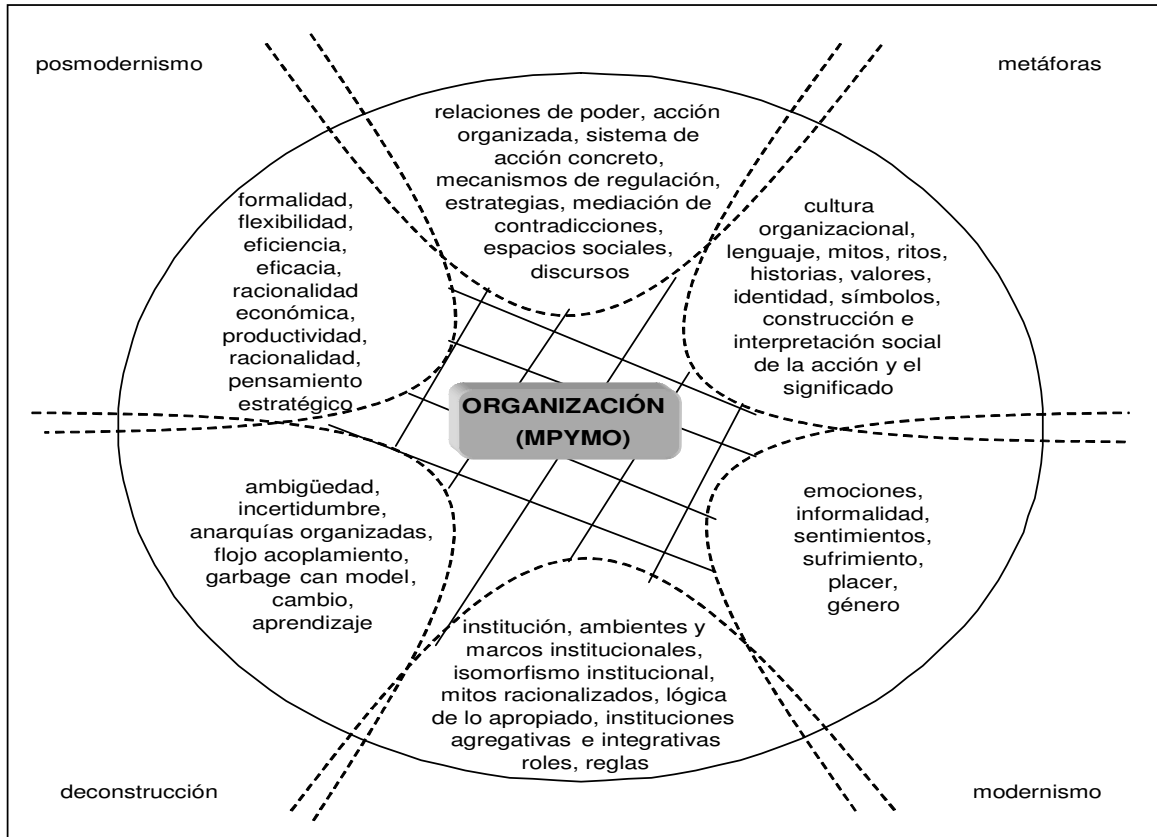 posmodernismo
metáforas
relaciones de poder, acción
organizada, sistema de
acción concreto,
mecanismos de regulación,
estrategias, mediación de
contradicciones,
espacios sociales,
discursos
formalidad,
flexibilidad,
eficiencia,
eficacia,
racionalidad
económica,
productividad,
racionalidad,
pensamiento
estratégico
cultura
organizacional,
lenguaje, mitos, ritos,
historias, valores,
identidad, símbolos,
construcción e
interpretación social
de la acción y el
significado
ORGANIZACIÓN
(MPYMO)
ambigüedad,
incertidumbre,
anarquías organizadas,
flojo acoplamiento,
garbage can model,
cambio,
aprendizaje
emociones,
informalidad,
sentimientos,
sufrimiento,
placer,
género
institución, ambientes y
marcos institucionales,
isomorfismo institucional,
mitos racionalizados, lógica
de lo apropiado, instituciones
agregativas e integrativas
roles, reglas
deconstrucción
modernismo